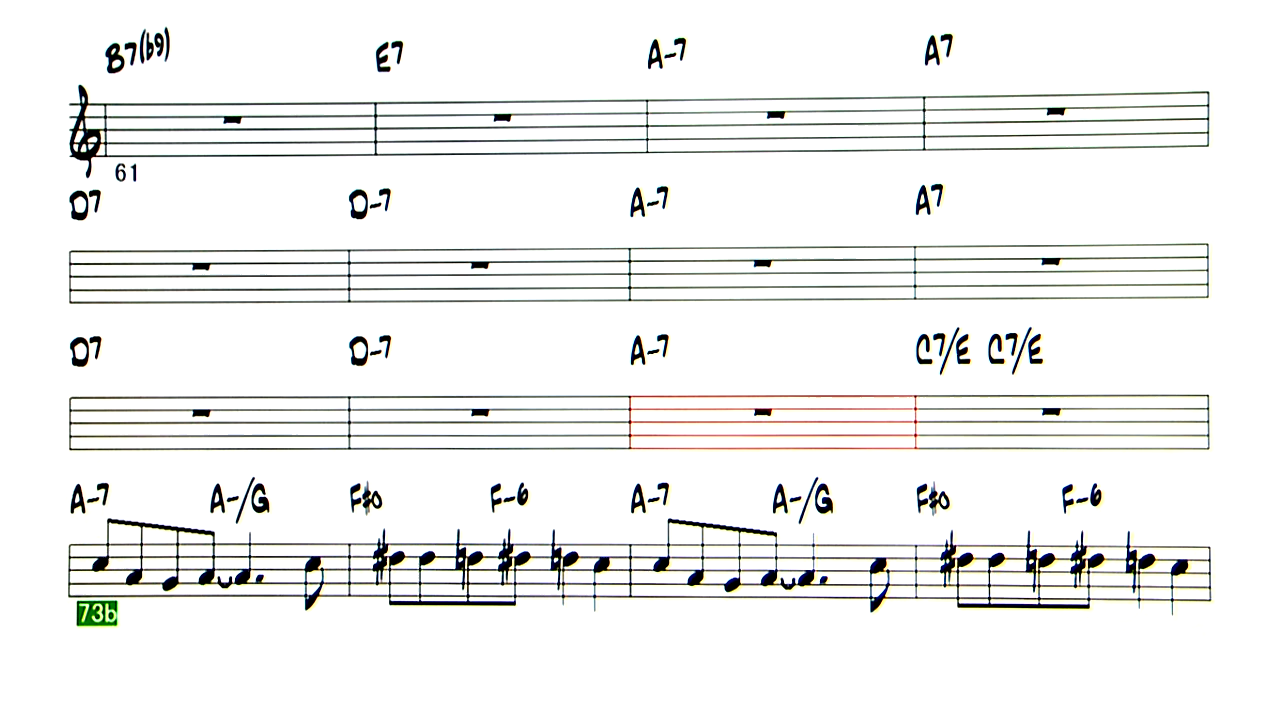 B7(b9) E7 A-7 A7
61
D7 D-7 A-7 A7
D7 D-7 A-7 C7/E C7/E
A-7 A-/G F#o F-6 A-7 A-/G F#o F-6
73b